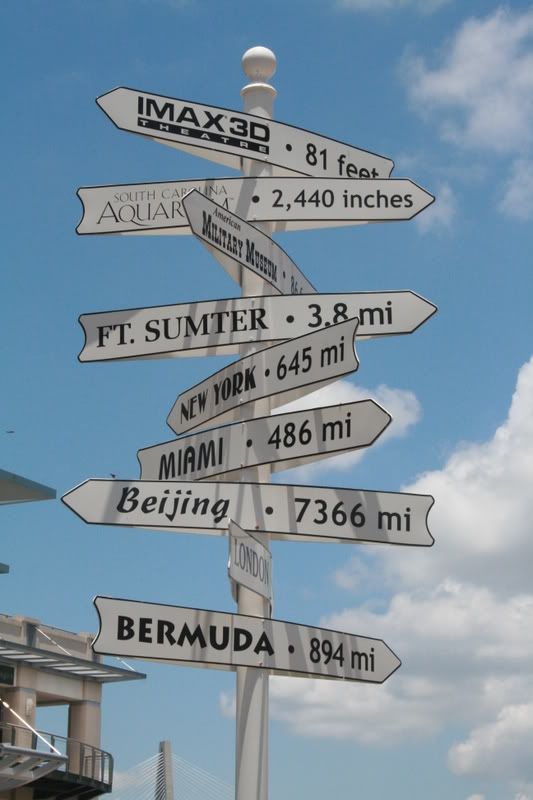 IMAX 3D
THEATRE • 81 feet
SOUTH CAROLINA
AQUARIUM • 2,440 inches
American
MILITARY MUSEUM •
FT. SUMTER • 3.8 mi
NEW YORK • 645 mi
MIAMI • 486 mi
Beijing • 7366 mi
LONDON
BERMUDA • 894 mi